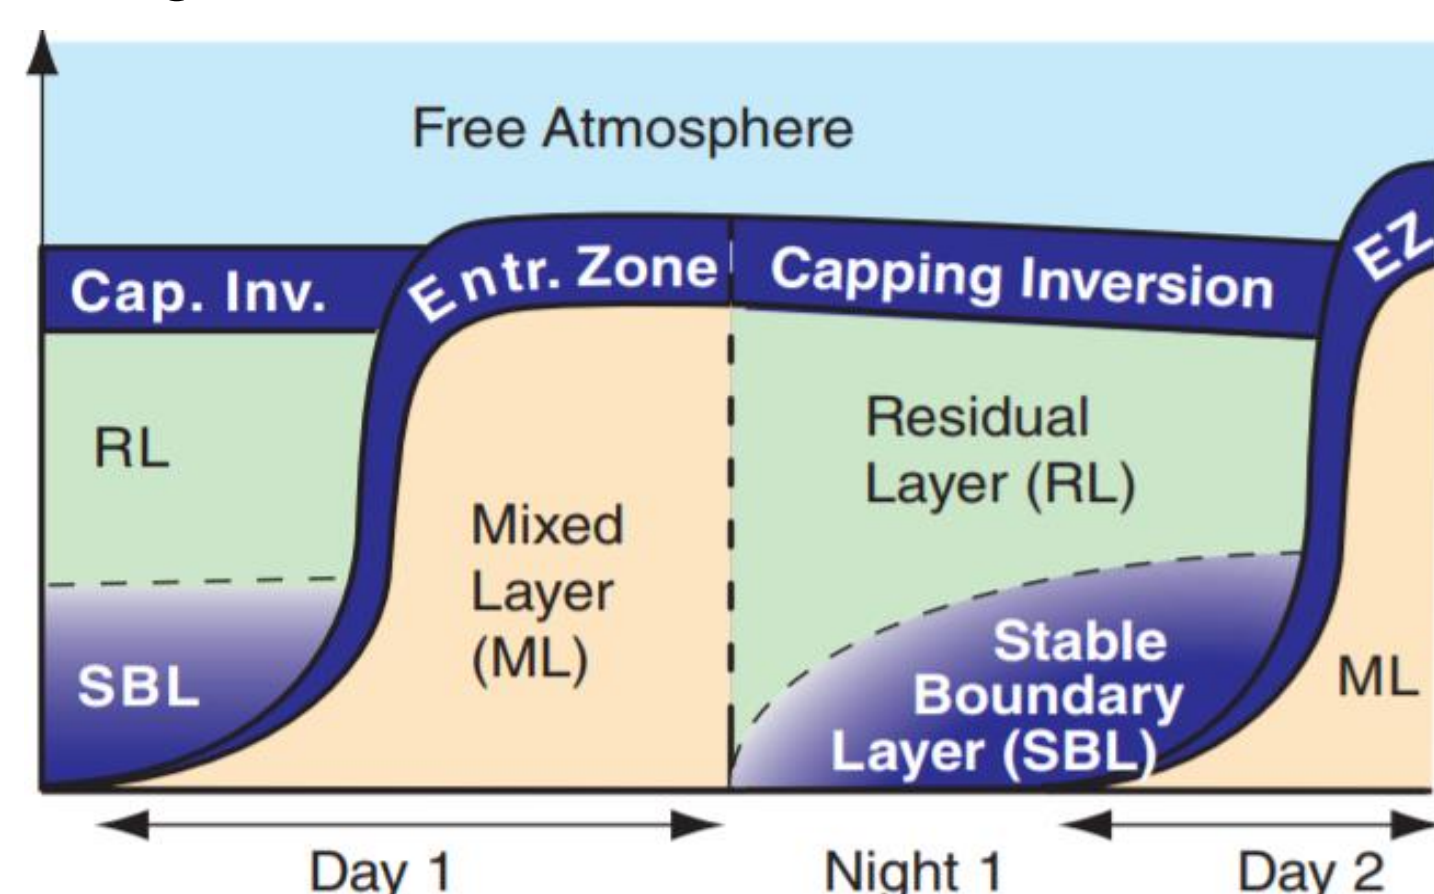 Free Atmosphere
Cap. Inv.
Entr. Zone
Capping Inversion
EZ
RL
Mixed
Layer
(ML)
Residual
Layer (RL)
SBL
Stable
Boundary
Layer (SBL)
ML
Day 1
Night 1
Day 2